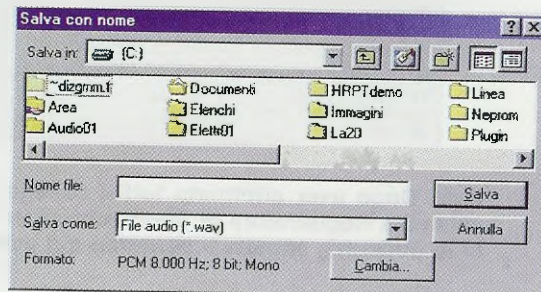 Salva con nome
Salva in: (C:)
~dizgmm.f Documenti HRPTdemo Linea
Area Elenchi Immagini Neprom
Audio01 Elettr01 La20 Plugin
Nome file: Salva
Salva come: File audio (*.wav) Annulla
Formato: PCM 8.000 Hz; 8 bit; Mono Cambia...